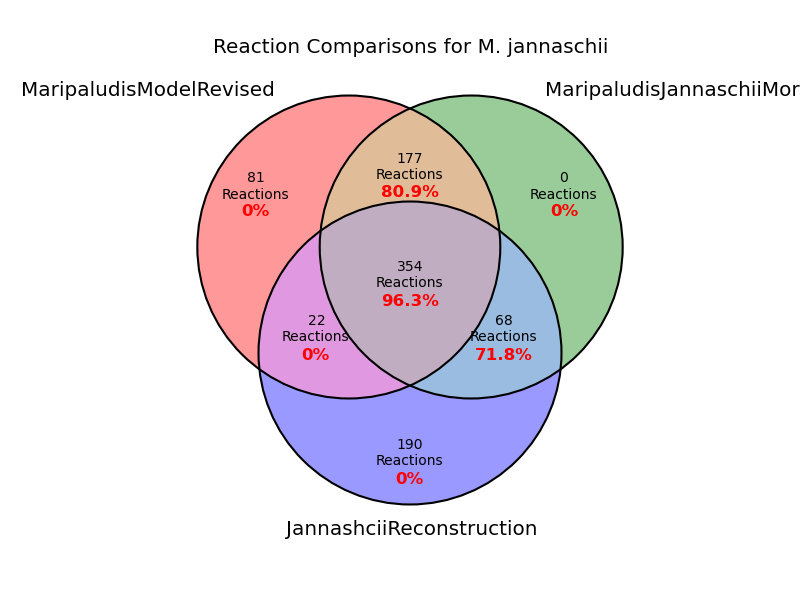 Reaction Comparisons for M. jannaschii
MaripaludisModelRevised
MaripaludisJannaschiiMor
177
Reactions
80.9%
81
Reactions
0%
0
Reactions
0%
354
Reactions
96.3%
22
Reactions
0%
68
Reactions
71.8%
190
Reactions
0%
JannashciiReconstruction